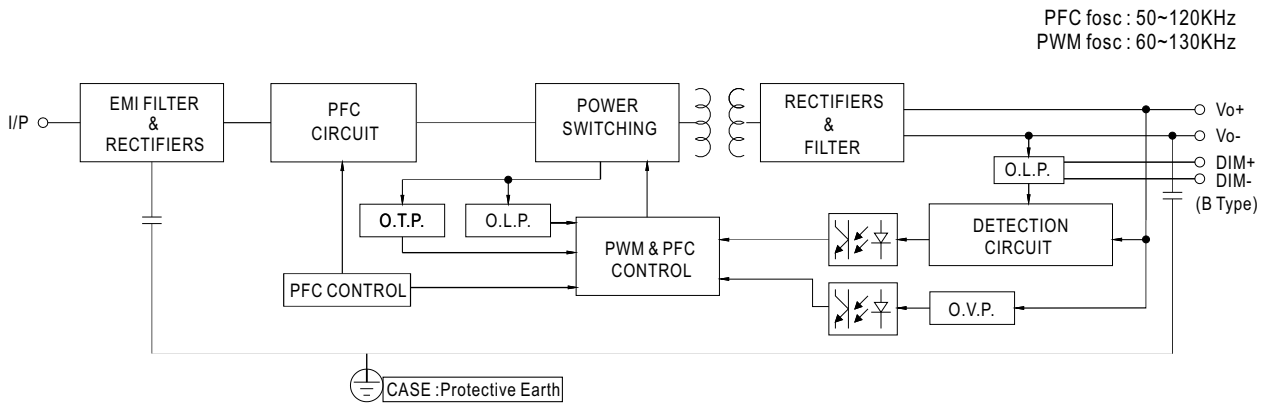 PFC fosc : 50~120KHz
PWM fosc : 60~130KHz
I/P
EMI FILTER
&
RECTIFIERS
PFC
CIRCUIT
POWER
SWITCHING
RECTIFIERS
&
FILTER
Vo+
Vo-
DIM+
DIM-
(B Type)
O.L.P.
O.T.P.
O.L.P.
PWM & PFC
CONTROL
DETECTION
CIRCUIT
PFC CONTROL
O.V.P.
CASE :Protective Earth